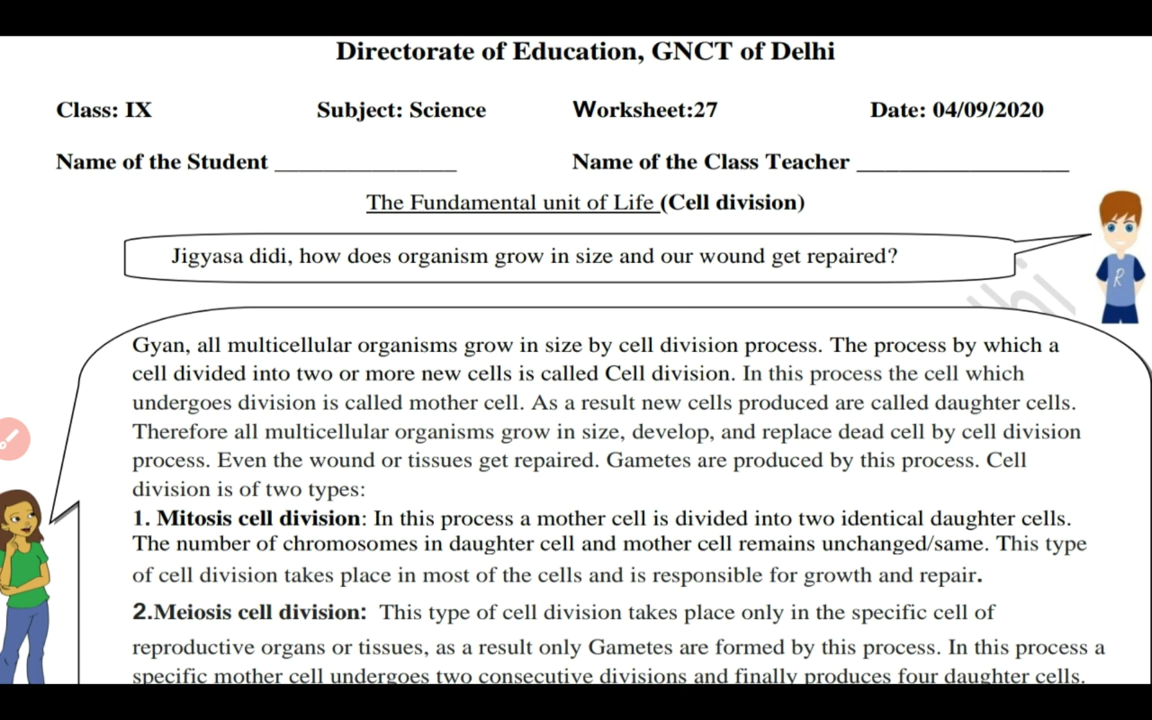 Directorate of Education, GNCT of Delhi
Class: IX Subject: Science Worksheet:27 Date: 04/09/2020
Name of the Student _______________ Name of the Class Teacher __________________
The Fundamental unit of Life (Cell division)
Jigyasa didi, how does organism grow in size and our wound get repaired?
R
Gyan, all multicellular organisms grow in size by cell division process. The process by which a
cell divided into two or more new cells is called Cell division. In this process the cell which
undergoes division is called mother cell. As a result new cells produced are called daughter cells.
Therefore all multicellular organisms grow in size, develop, and replace dead cell by cell division
process. Even the wound or tissues get repaired. Gametes are produced by this process. Cell
division is of two types:
1. Mitosis cell division: In this process a mother cell is divided into two identical daughter cells.
The number of chromosomes in daughter cell and mother cell remains unchanged/same. This type
of cell division takes place in most of the cells and is responsible for growth and repair.
2.Meiosis cell division: This type of cell division takes place only in the specific cell of
reproductive organs or tissues, as a result only Gametes are formed by this process. In this process a
specific mother cell undergoes two consecutive divisions and finally produces four daughter cells.